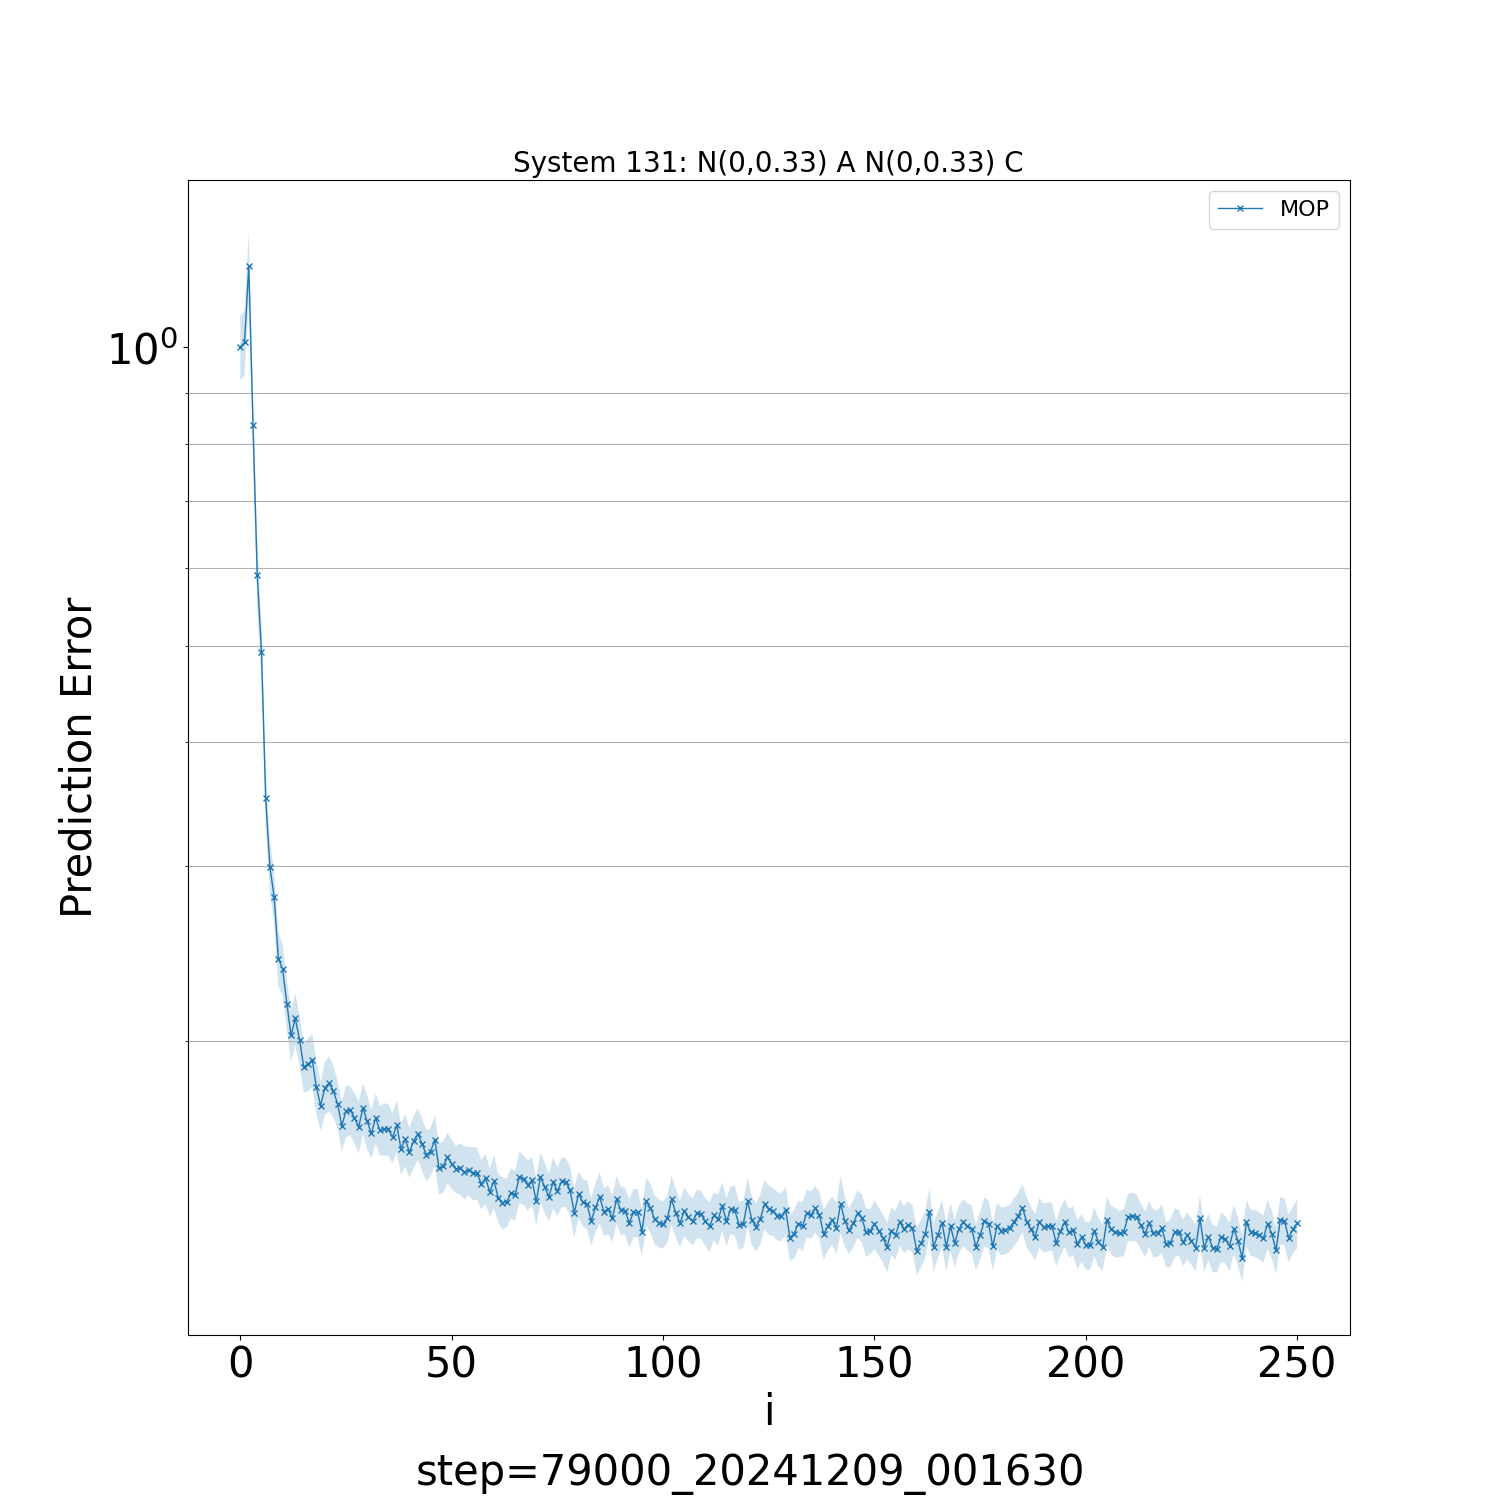 System 131: N(0,0.33) A N(0,0.33) C
MOP
10⁰
Prediction Error
0 50 100 150 200 250
i
step=79000_20241209_001630